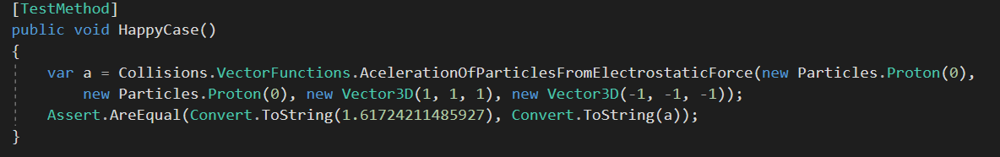 [TestMethod]
public void HappyCase()
{
var a = Collisions.VectorFunctions.AcelerationOfParticlesFromElectrostaticForce(new Particles.Proton(0),
new Particles.Proton(0), new Vector3D(1, 1, 1), new Vector3D(-1, -1, -1));
Assert.AreEqual(Convert.ToString(1.61724211485927), Convert.ToString(a));
}